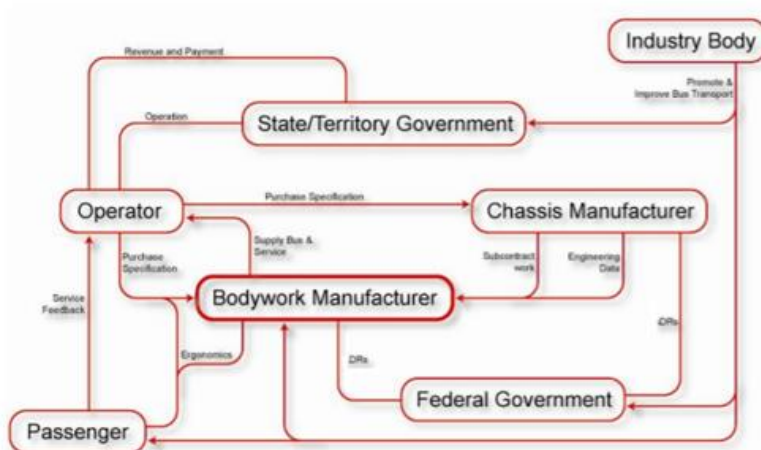 Industry Body
Revenue and Payment
Promote &
Improve Bus Transport
Operation
State/Territory Government
Purchase Specification
Operator
Chassis Manufacturer
Supply Bus &
Service
Purchase
Specification
Subcontract
work
Engineering
Data
Bodywork Manufacturer
Service
Feedback
DRs
Ergonomics
DRs
Federal Government
Passenger